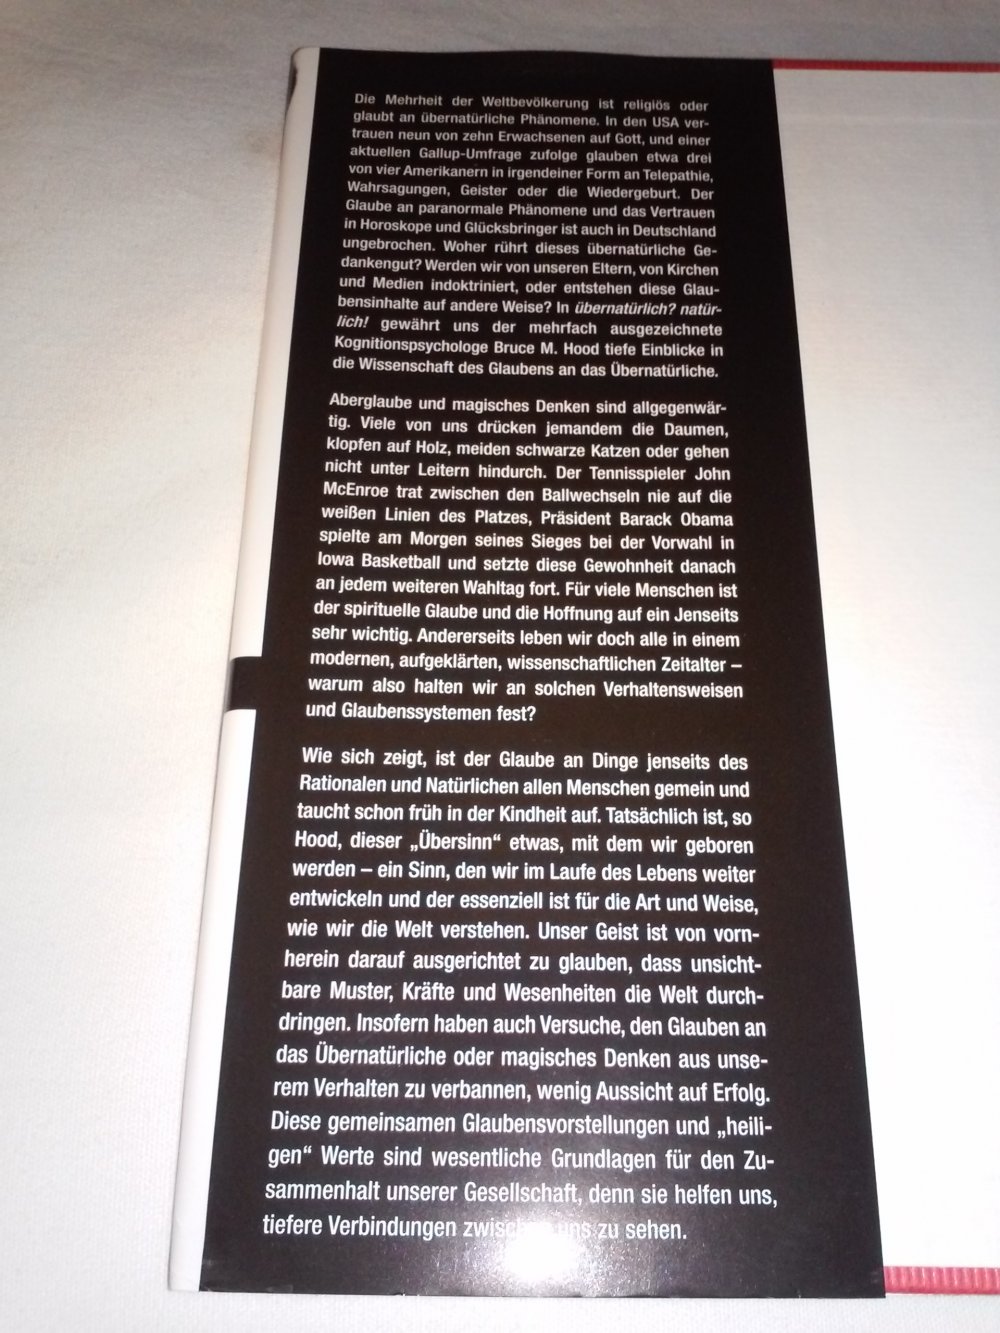 Die Mehrheit der Weltbevölkerung ist religiös oder
glaubt an übernatürliche Phänomene. In den USA ver-
trauen neun von zehn Erwachsenen auf Gott, und einer
aktuellen Gallup-Umfrage zufolge glauben etwa drei
von vier Amerikanern in irgendeiner Form an Telepathie,
Wahrsagungen, Geister oder die Wiedergeburt. Der
Glaube an paranormale Phänomene und das Vertrauen
in Horoskope und Glücksbringer ist auch in Deutschland
ungebrochen. Woher rührt dieses übernatürliche Ge-
dankengut? Werden wir von unseren Eltern, von Kirchen
und Medien indoktriniert, oder entstehen diese Glau-
bensinhalte auf andere Weise? In übernatürlich? natür-
lich! gewährt uns der mehrfach ausgezeichnete
Kognitionspsychologe Bruce M. Hood tiefe Einblicke in
die Wissenschaft des Glaubens an das Übernatürliche.
Aberglaube und magisches Denken sind allgegenwär-
tig. Viele von uns drücken jemandem die Daumen,
klopfen auf Holz, meiden schwarze Katzen oder gehen
nicht unter Leitern hindurch. Der Tennisspieler John
McEnroe trat zwischen den Ballwechseln nie auf die
weißen Linien des Platzes, Präsident Barack Obama
spielte am Morgen seines Sieges bei der Vorwahl in
Iowa Basketball und setzte diese Gewohnheit danach
an jedem weiteren Wahltag fort. Für viele Menschen ist
der spirituelle Glaube und die Hoffnung auf ein Jenseits
sehr wichtig. Andererseits leben wir doch alle in einem
modernen, aufgeklärten, wissenschaftlichen Zeitalter –
warum also halten wir an solchen Verhaltensweisen
und Glaubenssystemen fest?
Wie sich zeigt, ist der Glaube an Dinge jenseits des
Rationalen und Natürlichen allen Menschen gemein und
taucht schon früh in der Kindheit auf. Tatsächlich ist, so
Hood, dieser „Übersinn“ etwas, mit dem wir geboren
werden – ein Sinn, den wir im Laufe des Lebens weiter
entwickeln und der essenziell ist für die Art und Weise,
wie wir die Welt verstehen. Unser Geist ist von vorn-
herein darauf ausgerichtet zu glauben, dass unsicht-
bare Muster, Kräfte und Wesenheiten die Welt durch-
dringen. Insofern haben auch Versuche, den Glauben an
das Übernatürliche oder magisches Denken aus unse-
rem Verhalten zu verbannen, wenig Aussicht auf Erfolg.
Diese gemeinsamen Glaubensvorstellungen und „heili-
gen“ Werte sind wesentliche Grundlagen für den Zu-
sammenhalt unserer Gesellschaft, denn sie helfen uns,
tiefere Verbindungen zwischen uns zu sehen.